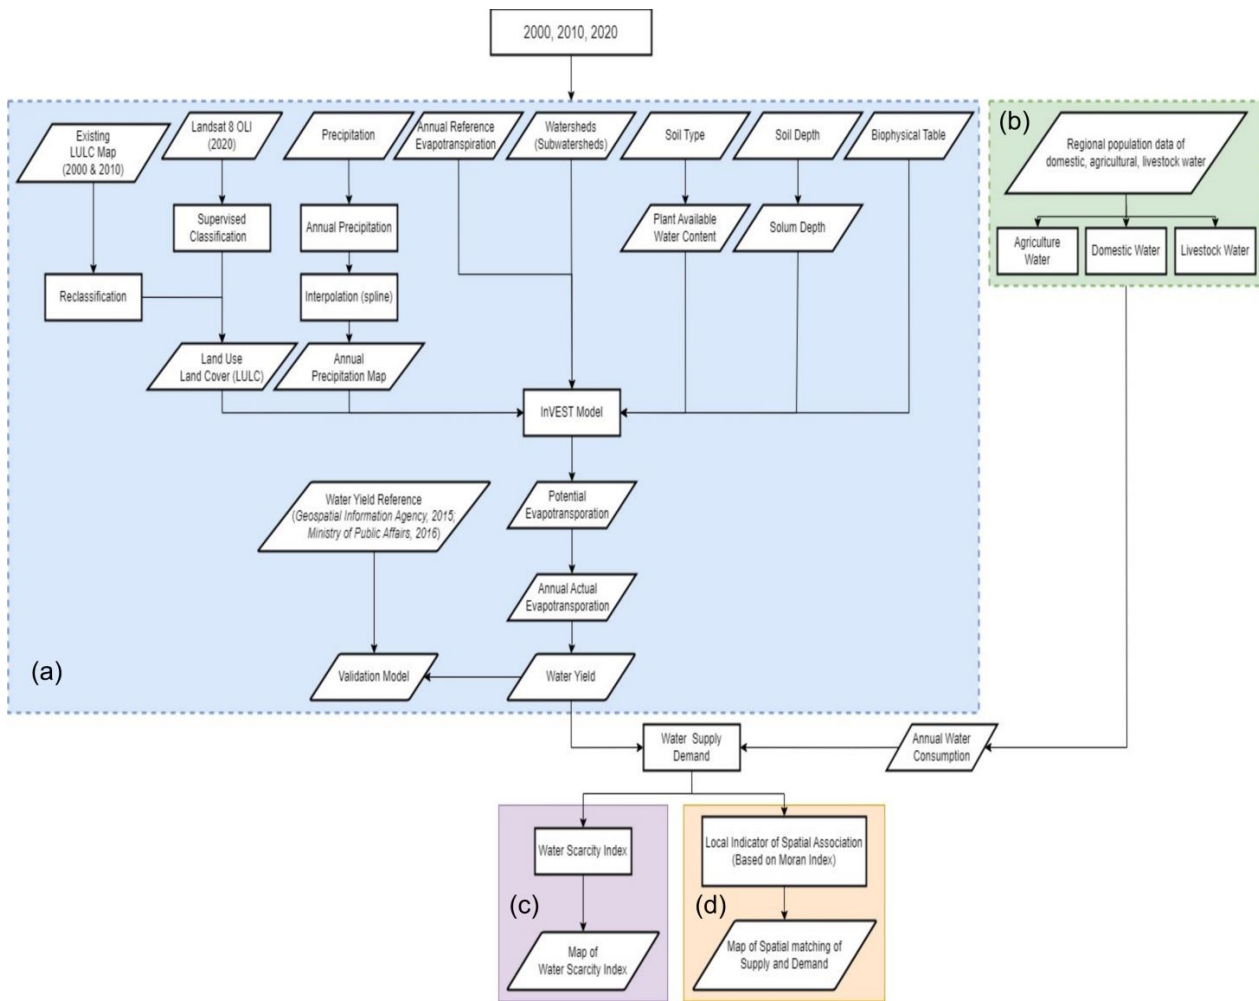 2000, 2010, 2020
Existing
LULC Map
(2000 & 2010)
Landsat 8 OLI
(2020)
Precipitation
Annual Reference
Evapotranspiration
Watersheds
(Subwatersheds)
Soil Type
Soil Depth
Biophysical Table
(b)
Regional population data of
domestic, agricultural, livestock water
Supervised
Classification
Annual Precipitation
Plant Available
Water Content
Solum Depth
Agriculture
Water
Domestic Water
Livestock Water
Reclassification
Interpolation (spline)
Land Use
Land Cover (LULC)
Annual
Precipitation Map
InVEST Model
Water Yield Reference
(Geospatial Information Agency, 2015;
Ministry of Public Affairs, 2016)
Potential
Evapotransporation
Annual Actual
Evapotransporation
(a)
Validation Model
Water Yield
Water Supply
Demand
Annual Water
Consumption
Water Scarcity Index
Local Indicator of Spatial Association
(Based on Moran Index)
(c)
(d)
Map of
Water Scarcity Index
Map of Spatial matching of
Supply and Demand